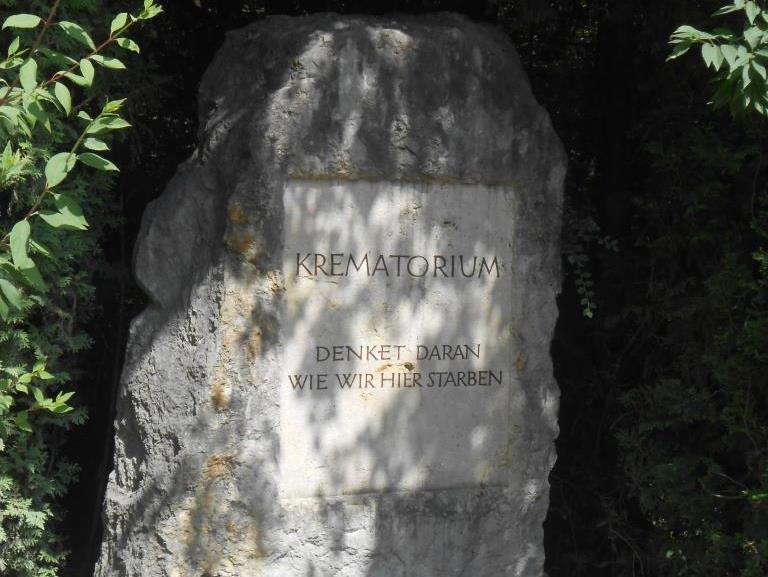 KREMATORIUM
DENKET DARAN
WIE WIR HIER STARBEN